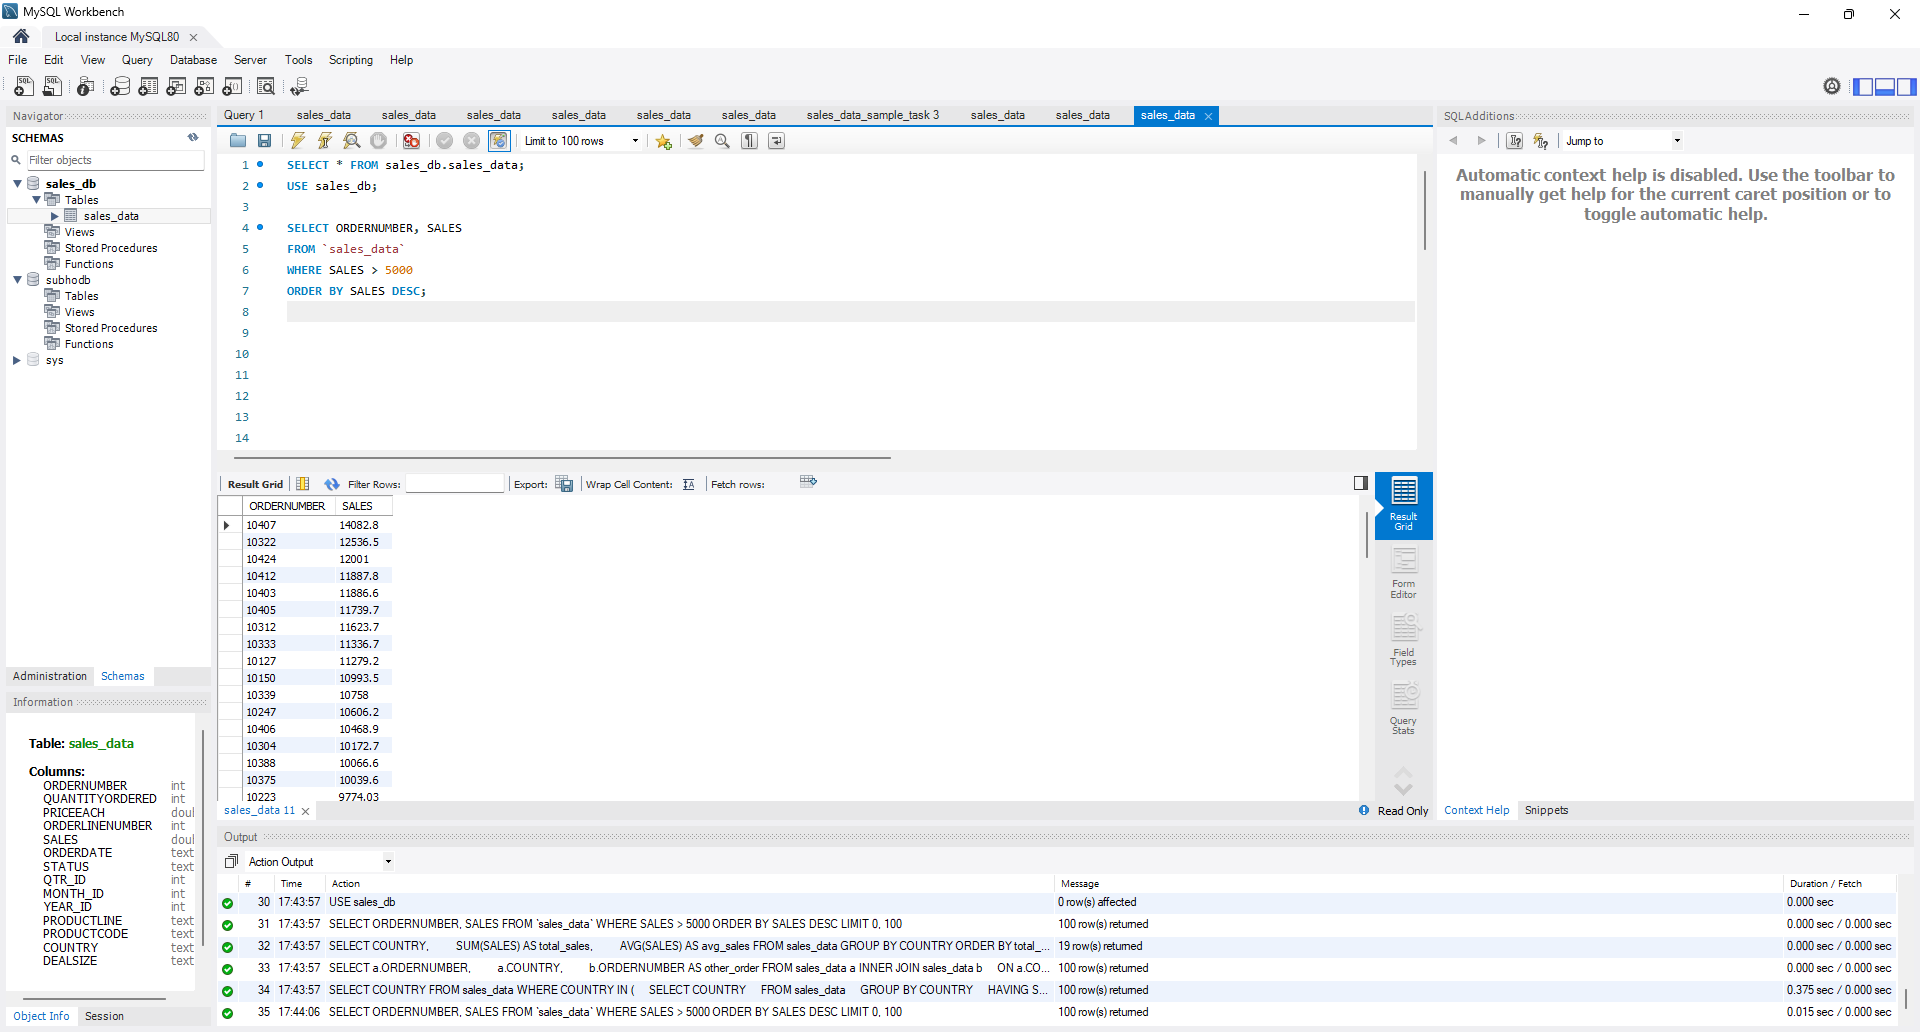 MySQL Workbench
Local instance MySQL80
File Edit View Query Database Server Tools Scripting Help
Navigator
SCHEMAS
Filter objects
sales_db
Tables
sales_data
Views
Stored Procedures
Functions
subhodb
Tables
Views
Stored Procedures
Functions
sys
Administration Schemas
Information
Table: sales_data
Columns:
ORDERNUMBER int
QUANTITYORDERED int
PRICEEACH doul
ORDERLINENUMBER int
SALES doul
ORDERDATE text
STATUS text
QTR_ID int
MONTH_ID int
YEAR_ID int
PRODUCTLINE text
PRODUCTCODE text
COUNTRY text
DEALSIZE text
Object Info Session
Query 1 sales_data sales_data sales_data sales_data sales_data sales_data sales_data_sample_task 3 sales_data sales_data sales_data
Limit to 100 rows
1 SELECT * FROM sales_db.sales_data;
2 USE sales_db;
3
4 SELECT ORDERNUMBER, SALES
5 FROM `sales_data`
6 WHERE SALES > 5000
7 ORDER BY SALES DESC;
8
9
10
11
12
13
14
Result Grid Filter Rows: Export: Wrap Cell Content: Fetch rows:
ORDERNUMBER SALES
10407 14082.8
10322 12536.5
10424 12001
10412 11887.8
10403 11886.6
10405 11739.7
10312 11623.7
10333 11336.7
10127 11279.2
10150 10993.5
10339 10758
10247 10606.2
10406 10468.9
10304 10172.7
10388 10066.6
10375 10039.6
10223 9774.03
Result
Grid
Form
Editor
Field
Types
Query
Stats
sales_data 11
Read Only
SQLAdditions
Jump to
Automatic context help is disabled. Use the toolbar to
manually get help for the current caret position or to
toggle automatic help.
Context Help Snippets
Output
Action Output
# Time Action Message Duration / Fetch
30 17:43:57 USE sales_db 0 row(s) affected 0.000 sec
31 17:43:57 SELECT ORDERNUMBER, SALES FROM `sales_data` WHERE SALES > 5000 ORDER BY SALES DESC LIMIT 0, 100 100 row(s) returned 0.000 sec / 0.000 sec
32 17:43:57 SELECT COUNTRY, SUM(SALES) AS total_sales, AVG(SALES) AS avg_sales FROM sales_data GROUP BY COUNTRY ORDER BY total_... 19 row(s) returned 0.000 sec / 0.000 sec
33 17:43:57 SELECT a.ORDERNUMBER, a.COUNTRY, b.ORDERNUMBER AS other_order FROM sales_data a INNER JOIN sales_data b ON a.CO... 100 row(s) returned 0.000 sec / 0.000 sec
34 17:43:57 SELECT COUNTRY FROM sales_data WHERE COUNTRY IN ( SELECT COUNTRY FROM sales_data GROUP BY COUNTRY HAVING S... 100 row(s) returned 0.375 sec / 0.000 sec
35 17:44:06 SELECT ORDERNUMBER, SALES FROM `sales_data` WHERE SALES > 5000 ORDER BY SALES DESC LIMIT 0, 100 100 row(s) returned 0.015 sec / 0.000 sec